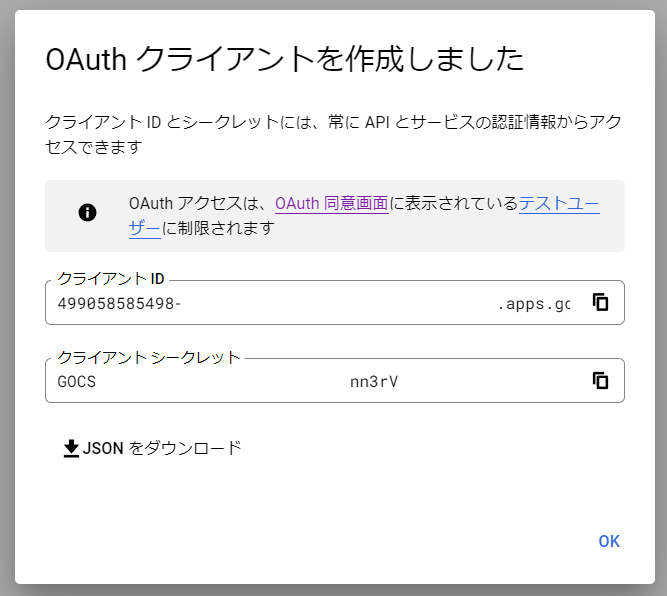 OAuth クライアントを作成しました
クライアント ID とシークレットには、常に API とサービスの認証情報からアク
セスできます
OAuth アクセスは、OAuth 同意画面に表示されているテストユー
ザーに制限されます
クライアント ID
499058585498- .apps.gc
クライアント シークレット
GOCS nn3rV
JSON をダウンロード
OK